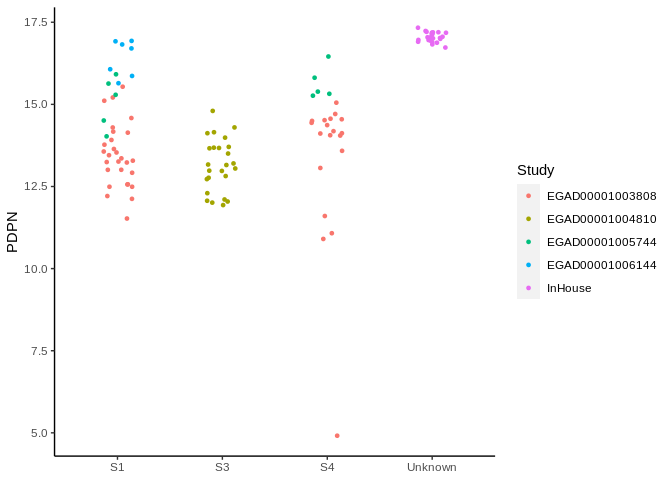 17.5
15.0
12.5
10.0
7.5
5.0
PDPN
S1
S3
S4
Unknown
Study
EGAD00001003808
EGAD00001004810
EGAD00001005744
EGAD00001006144
InHouse